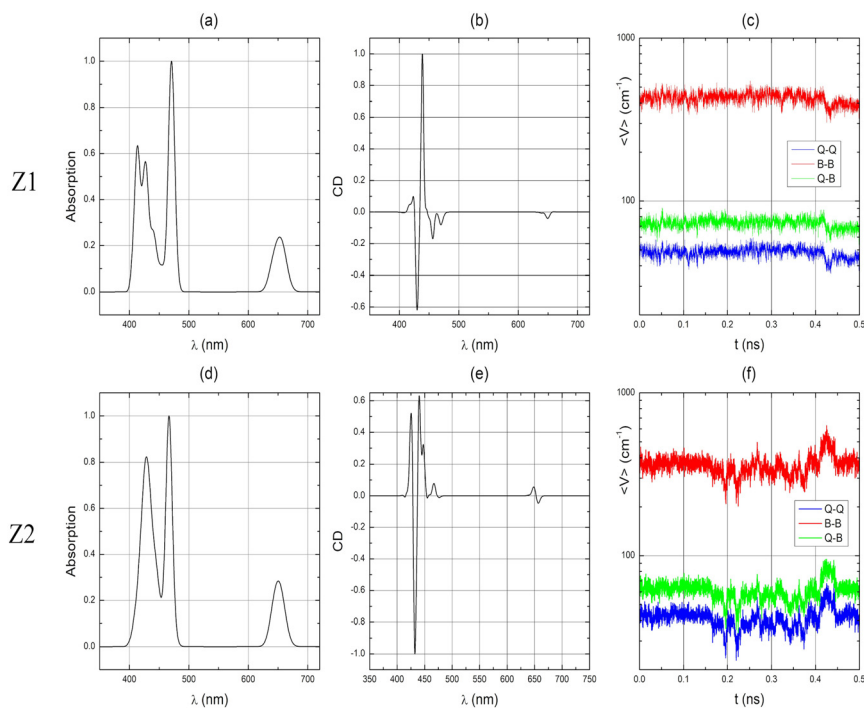 (a) (b) (c)
Z1
Absorption
1.0
0.8
0.6
0.4
0.2
0.0
400 500 600 700
λ (nm)
CD
1.0
0.8
0.6
0.4
0.2
0.0
-0.2
-0.4
-0.6
400 500 600 700
λ (nm)
<V> (cm⁻¹)
1000
100
Q-Q
B-B
Q-B
0.0 0.1 0.2 0.3 0.4 0.5
t (ns)
(d) (e) (f)
Z2
Absorption
1.0
0.8
0.6
0.4
0.2
0.0
400 500 600 700
λ (nm)
CD
0.6
0.4
0.2
0.0
-0.2
-0.4
-0.6
-0.8
-1.0
350 400 450 500 550 600 650 700 750
λ (nm)
<V> (cm⁻¹)
1000
100
Q-Q
B-B
Q-B
0.0 0.1 0.2 0.3 0.4 0.5
t (ns)